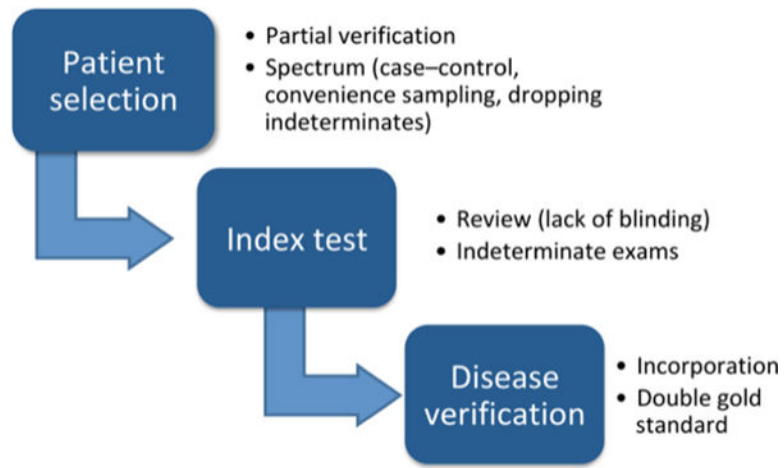 Patient
selection
• Partial verification
• Spectrum (case–control,
convenience sampling, dropping
indeterminates)
Index test
• Review (lack of blinding)
• Indeterminate exams
Disease
verification
• Incorporation
• Double gold
standard